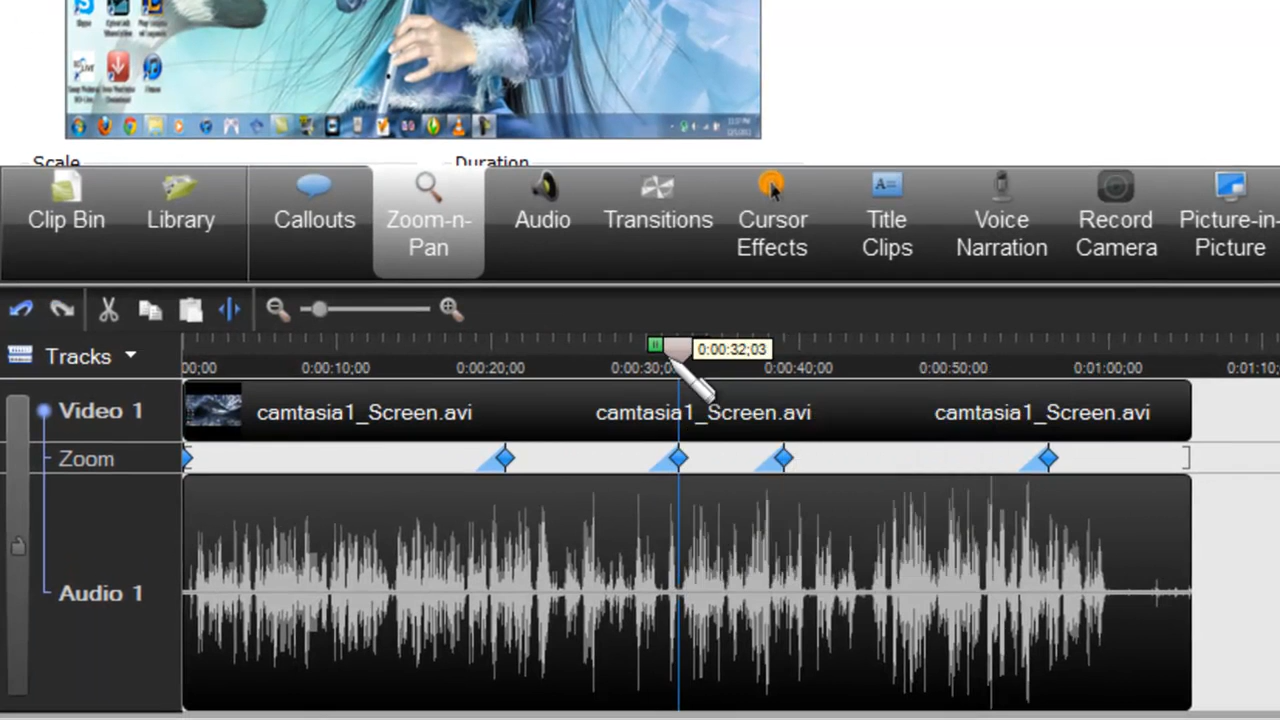 Scale Duration
Clip Bin Library Callouts Zoom-n-Pan Audio Transitions Cursor Effects Title Clips Voice Narration Record Camera Picture-in-Picture
Tracks
0:00:32;03
00;00 0:00:10;00 0:00:20;00 0:00:30; 0:00:40;00 0:00:50;00 0:01:00;00 0:01:10;
Video 1
camtasia1_Screen.avi camtasia1_Screen.avi camtasia1_Screen.avi
Zoom
Audio 1